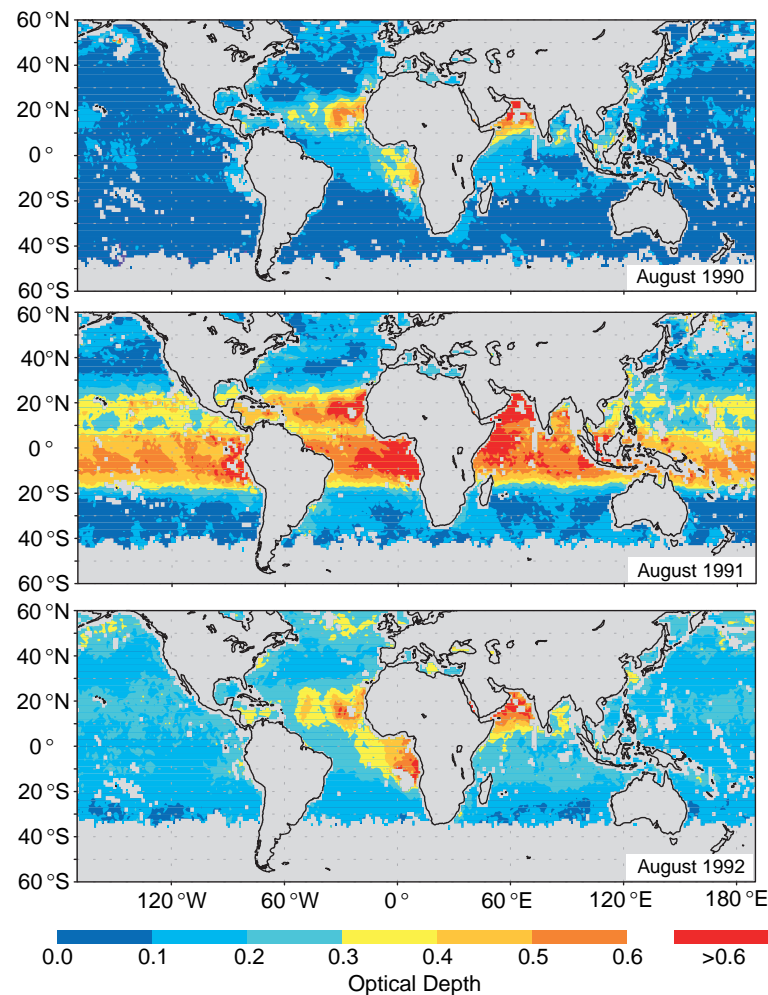 60 °N
40 °N
20 °N
0 °
20 °S
40 °S
60 °S
August 1990
60 °N
40 °N
20 °N
0 °
20 °S
40 °S
60 °S
August 1991
60 °N
40 °N
20 °N
0 °
20 °S
40 °S
60 °S
August 1992
120 °W 60 °W 0 ° 60 °E 120 °E 180 °E
0.0 0.1 0.2 0.3 0.4 0.5 0.6 >0.6
Optical Depth